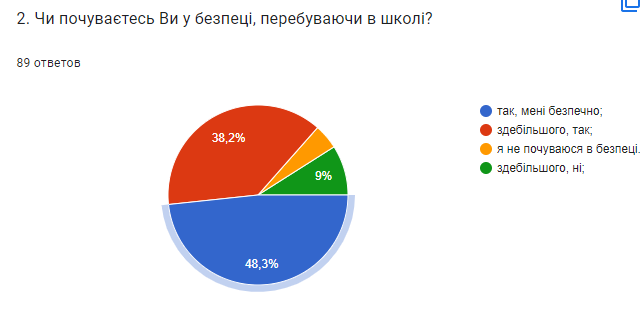 2. Чи почуваєтесь Ви у безпеці, перебуваючи в школі?
89 ответов
38,2%
9%
48,3%
так, мені безпечно;
здебільшого, так;
я не почуваюся в безпеці.
здебільшого, ні;